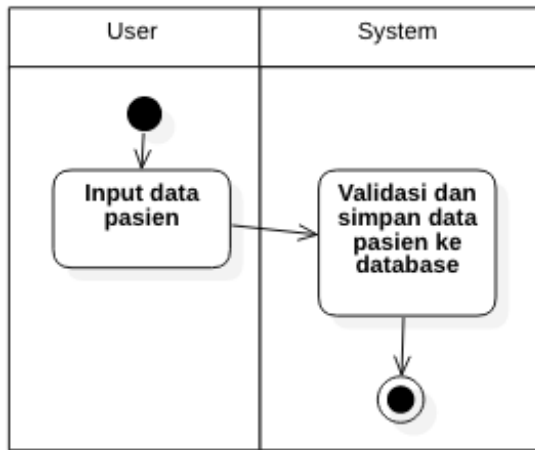 User
System
Input data
pasien
Validasi dan
simpan data
pasien ke
database